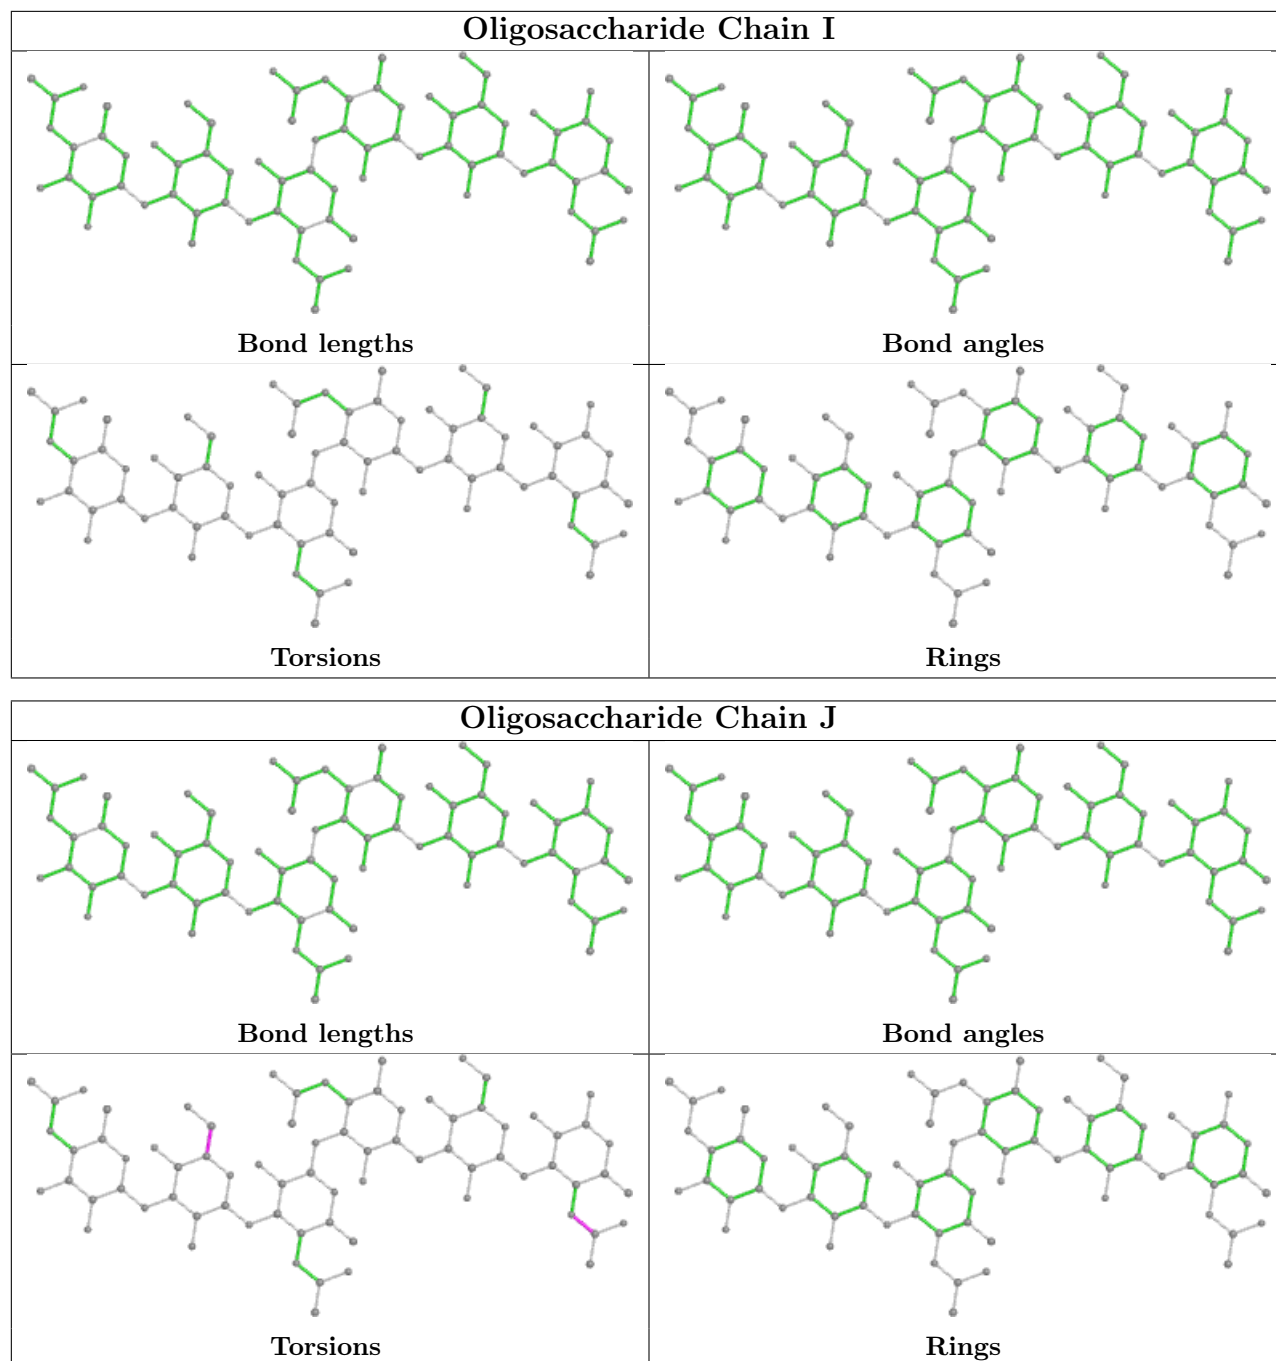 Oligosaccharide Chain I
Bond lengths
Bond angles
Torsions
Rings
Oligosaccharide Chain J
Bond lengths
Bond angles
Torsions
Rings